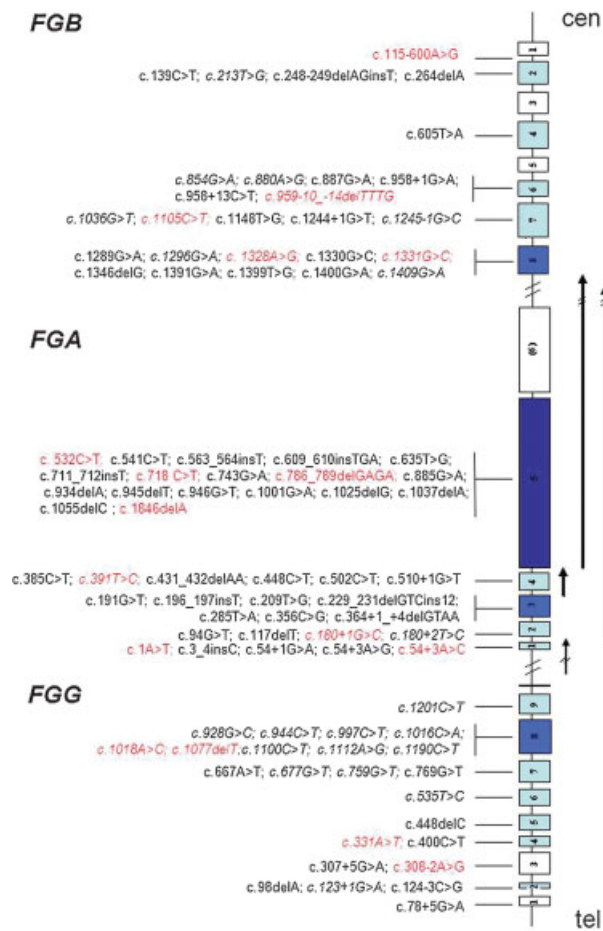 FGB
cen
c.115-600A>G
1
c.139C>T; c.213T>G; c.248-249delAGinsT; c.264delA
2
3
c.605T>A
4
5
c.854G>A; c.880A>G; c.887G>A; c.958+1G>A;
c.958+13C>T; c.959-10_-14delTTTG
6
c.1036G>T; c.1105C>T; c.1148T>G; c.1244+1G>T; c.1245-1G>C
7
c.1289G>A; c.1296G>A; c.1328A>G; c.1330G>C; c.1331G>C;
c.1346delG; c.1391G>A; c.1399T>G; c.1400G>A; c.1409G>A
8
FGA
(6)
c. 532C>T; c.541C>T; c.563_564insT; c.609_610insTGA; c.635T>G;
c.711_712insT; c.718 C>T; c.743G>A; c.786_789delGAGA; c.885G>A;
c.934delA; c.945delT; c.946G>T; c.1001G>A; c.1025delG; c.1037delA;
c.1055delC ; c.1846delA
5
c.385C>T; c.391T>C; c.431_432delAA; c.448C>T; c.502C>T; c.510+1G>T
4
c.191G>T; c.196_197insT; c.209T>G; c.229_231delGTCins12;
c.285T>A; c.356C>G; c.364+1_+4delGTAA
3
c.94G>T; c.117delT; c.180+1G>C; c.180+2T>C
2
c.1A>T; c.3_4insC; c.54+1G>A; c.54+3A>G; c.54+3A>C
1
FGG
c.1201C>T
9
c.928G>C; c.944C>T; c.997C>T; c.1016C>A;
c.1018A>C; c.1077delT; c.1100C>T; c.1112A>G; c.1190C>T
8
c.667A>T; c.677G>T; c.759G>T; c.769G>T
7
c.535T>C
6
c.448delC
5
c.331A>T; c.400C>T
4
c.307+5G>A; c.308-2A>G
3
c.98delA; c.123+1G>A; c.124-3C>G
2
c.78+5G>A
1
tel